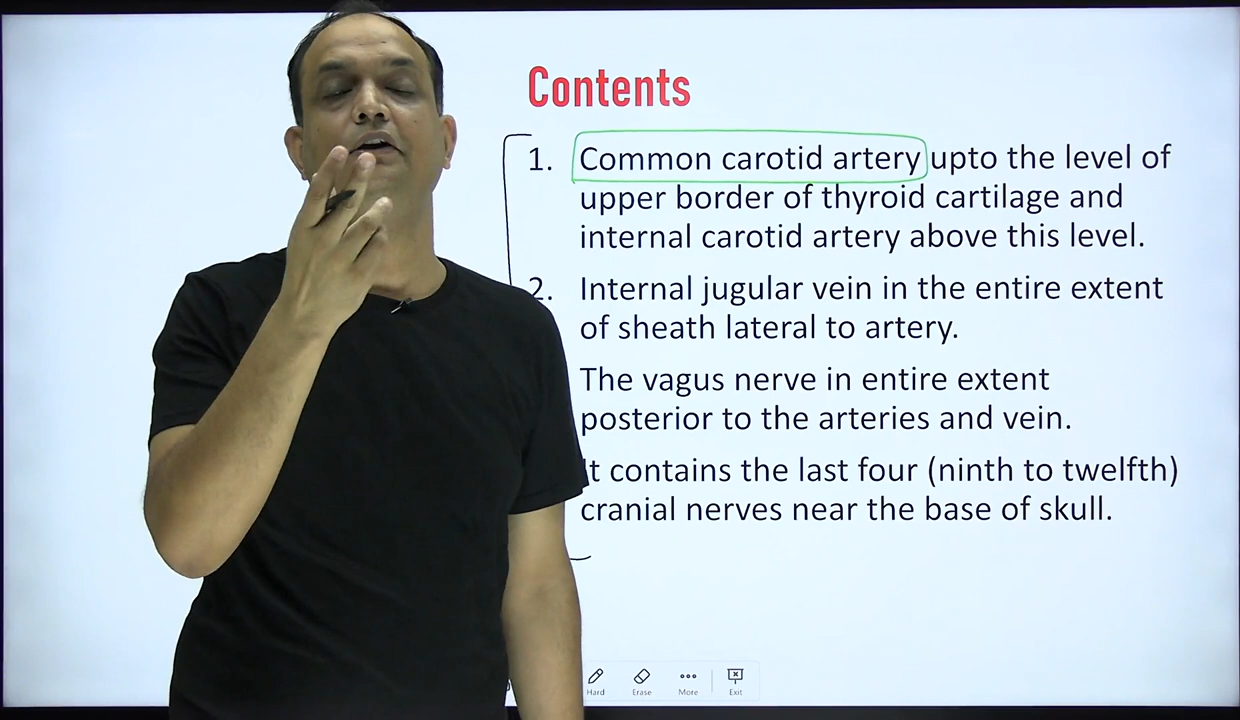 Contents
1. Common carotid artery upto the level of
upper border of thyroid cartilage and
internal carotid artery above this level.
2. Internal jugular vein in the entire extent
of sheath lateral to artery.
The vagus nerve in entire extent
posterior to the arteries and vein.
It contains the last four (ninth to twelfth)
cranial nerves near the base of skull.
Hard Erase More Exit